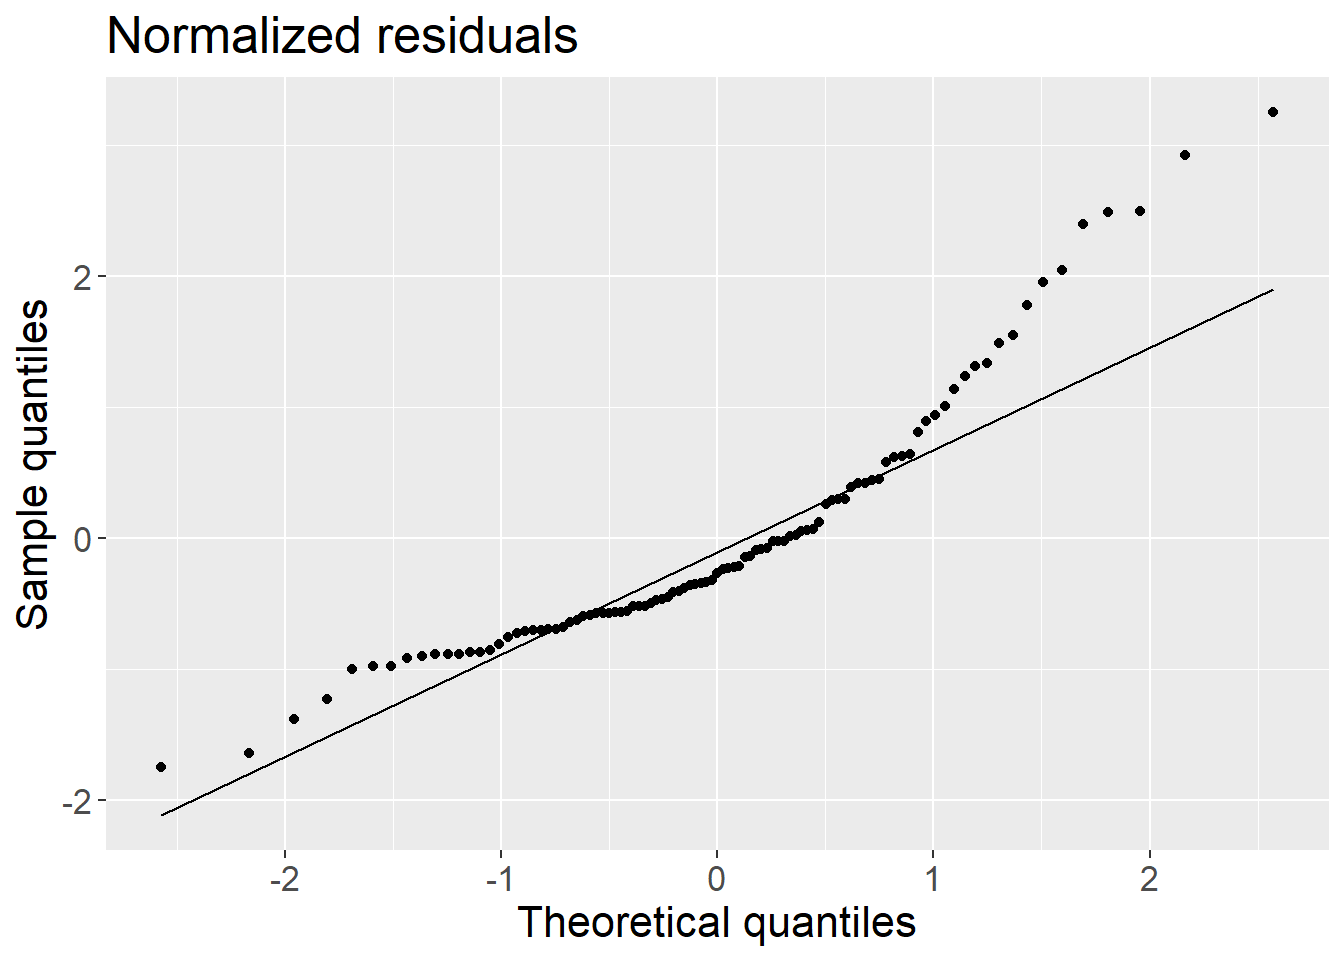 Normalized residuals
Sample quantiles
2
0
-2
-2 -1 0 1 2
Theoretical quantiles